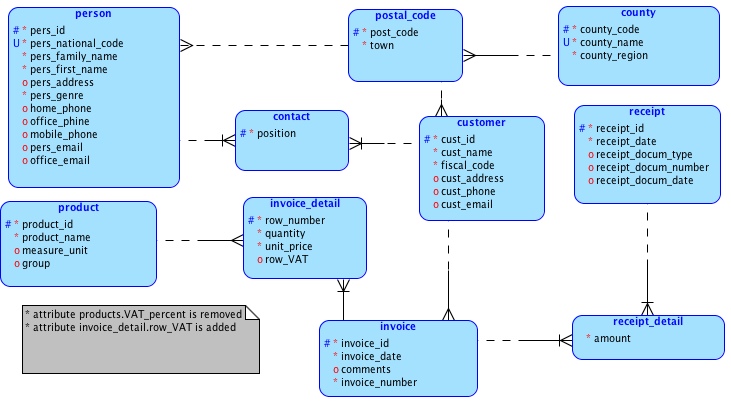 person
# * pers_id
U * pers_national_code
* pers_family_name
* pers_first_name
o pers_address
* pers_genre
o home_phone
o office_phine
o mobile_phone
o pers_email
o office_email
postal_code
# * post_code
* town
county
# * county_code
U * county_name
* county_region
contact
# * position
customer
# * cust_id
* cust_name
* fiscal_code
o cust_address
o cust_phone
o cust_email
receipt
# * receipt_id
* receipt_date
o receipt_docum_type
o receipt_docum_number
o receipt_docum_date
product
# * product_id
* product_name
o measure_unit
o group
invoice_detail
# * row_number
* quantity
* unit_price
o row_VAT
* attribute products.VAT_percent is removed
* attribute invoice_detail.row_VAT is added
invoice
# * invoice_id
* invoice_date
o comments
* invoice_number
receipt_detail
* amount